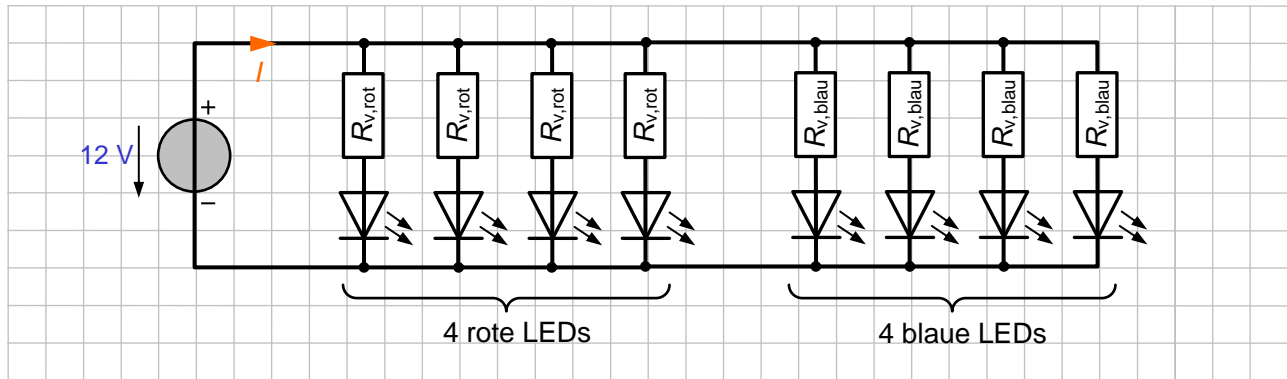 I
+
12 V
−
Rv,rot
Rv,rot
Rv,rot
Rv,rot
Rv,blau
Rv,blau
Rv,blau
Rv,blau
4 rote LEDs
4 blaue LEDs